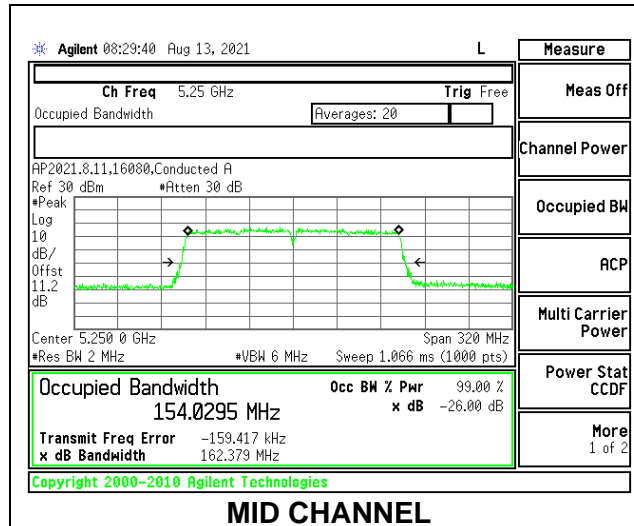 Agilent 08:29:40 Aug 13, 2021 L Measure
Ch Freq 5.25 GHz Trig Free
Meas Off
Occupied Bandwidth Averages: 20
Channel Power
AP2021.8.11,16080,Conducted A
Ref 30 dBm #Atten 30 dB
#Peak
Occupied BW
Log
10
dB/
ACP
Offst
11.2
dB
Multi Carrier
Power
Center 5.250 0 GHz Span 320 MHz
#Res BW 2 MHz #VBW 6 MHz Sweep 1.066 ms (1000 pts)
Power Stat
CCDF
Occupied Bandwidth Occ BW % Pwr 99.00 %
154.0295 MHz x dB -26.00 dB
More
1 of 2
Transmit Freq Error -159.417 kHz
x dB Bandwidth 162.379 MHz
Copyright 2000-2010 Agilent Technologies
MID CHANNEL